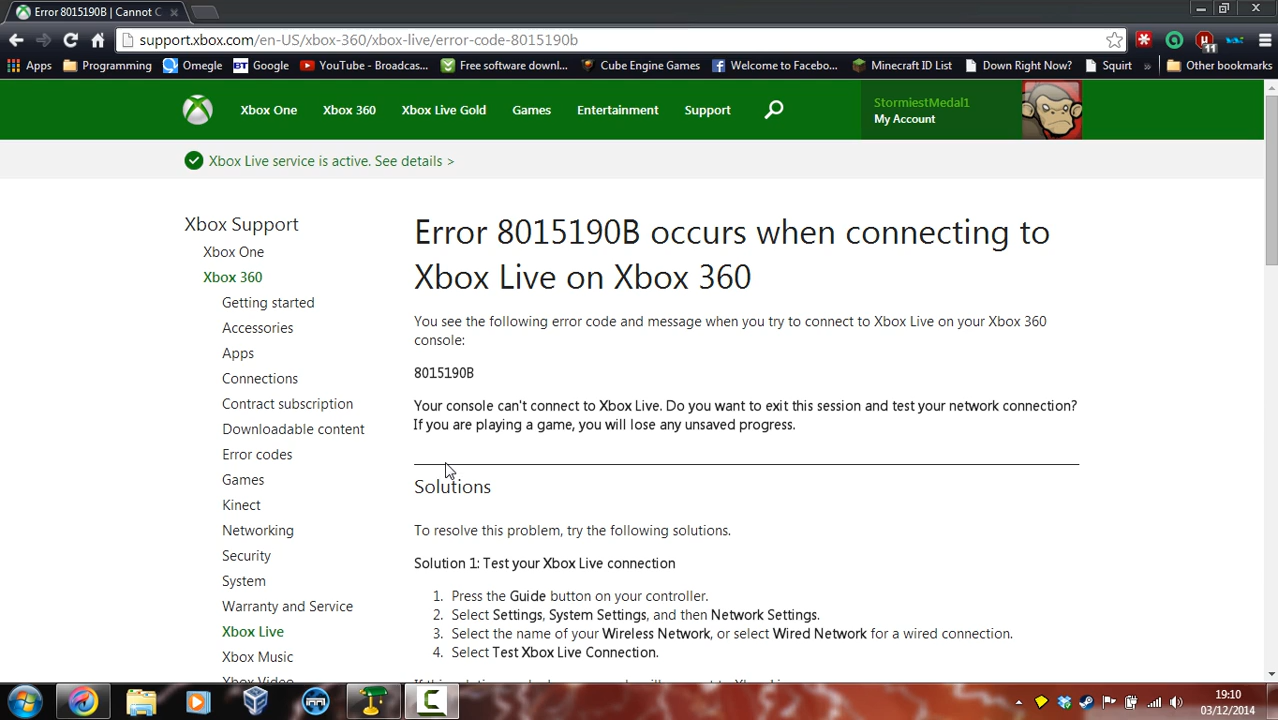 Error 8015190B | Cannot C
support.xbox.com/en-US/xbox-360/xbox-live/error-code-8015190b
11
Apps Programming Omegle BT Google YouTube - Broadcas... Free software downl... Cube Engine Games Welcome to Facebo... Minecraft ID List Down Right Now? Squirt » Other bookmarks
Xbox One Xbox 360 Xbox Live Gold Games Entertainment Support
StormiestMedal1
My Account
Xbox Live service is active. See details >
Xbox Support
Xbox One
Xbox 360
Getting started
Accessories
Apps
Connections
Contract subscription
Downloadable content
Error codes
Games
Kinect
Networking
Security
System
Warranty and Service
Xbox Live
Xbox Music
Xbox Video
Error 8015190B occurs when connecting to
Xbox Live on Xbox 360
You see the following error code and message when you try to connect to Xbox Live on your Xbox 360
console:
8015190B
Your console can't connect to Xbox Live. Do you want to exit this session and test your network connection?
If you are playing a game, you will lose any unsaved progress.
Solutions
To resolve this problem, try the following solutions.
Solution 1: Test your Xbox Live connection
1. Press the Guide button on your controller.
2. Select Settings, System Settings, and then Network Settings.
3. Select the name of your Wireless Network, or select Wired Network for a wired connection.
4. Select Test Xbox Live Connection.
19:10
03/12/2014